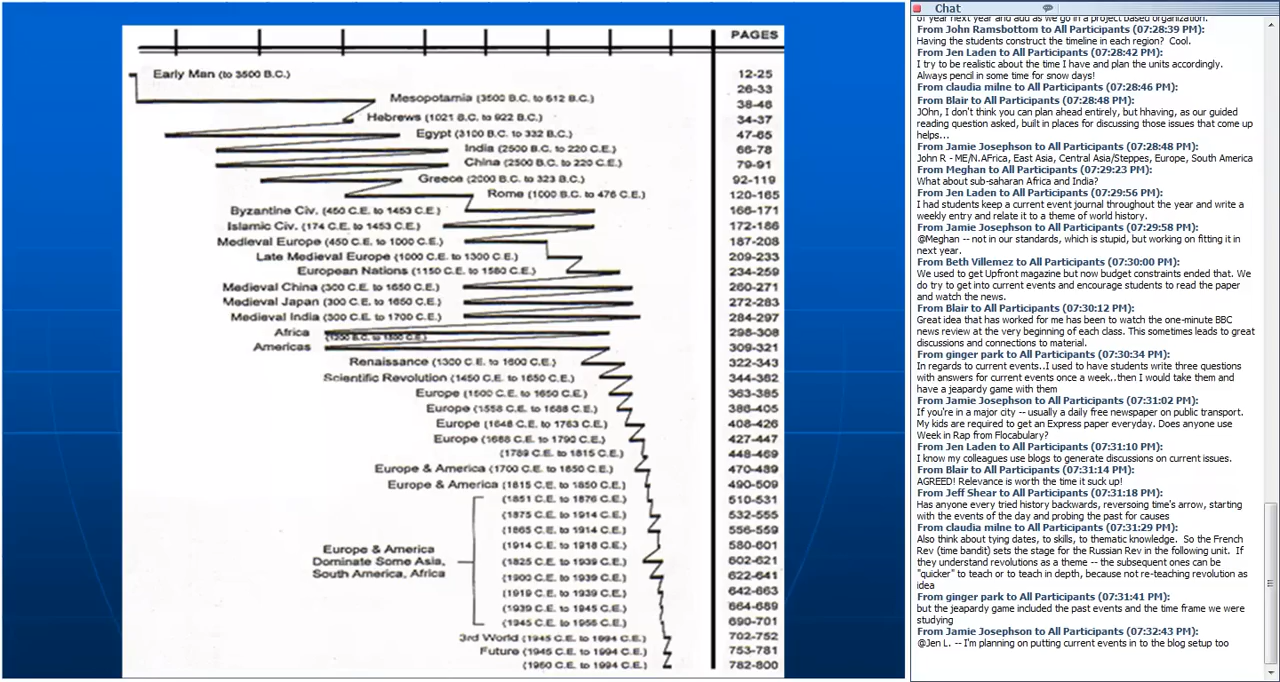 PAGES
Early Man (to 3500 B.C.) 12-25
26-33
Mesopotamia (3500 B.C. to 612 B.C.) 38-46
Hebrews (1021 B.C. to 922 B.C.) 34-37
Egypt (3100 B.C. to 332 B.C.) 47-65
India (2500 B.C. to 220 C.E.) 66-78
China (2500 B.C. to 220 C.E.) 79-91
Greece (2000 B.C. to 323 B.C.) 92-119
Rome (1000 B.C. to 476 C.E.) 120-165
Byzantine Civ. (450 C.E. to 1453 C.E.) 166-171
Islamic Civ. (174 C.E. to 1453 C.E.) 172-186
Medieval Europe (450 C.E. to 1000 C.E.) 187-208
Late Medieval Europe (1000 C.E. to 1300 C.E.) 209-233
European Nations (1150 C.E. to 1580 C.E.) 234-259
Medieval China (300 C.E. to 1650 C.E.) 260-271
Medieval Japan (300 C.E. to 1650 C.E.) 272-283
Medieval India (300 C.E. to 1700 C.E.) 284-297
Africa 298-308
Americas 309-321
Renaissance (1300 C.E. to 1600 C.E.) 322-343
Scientific Revolution (1450 C.E. to 1650 C.E.) 344-362
Europe (1500 C.E. to 1650 C.E.) 363-385
Europe (1558 C.E. to 1688 C.E.) 386-405
Europe (1648 C.E. to 1763 C.E.) 408-426
Europe (1688 C.E. to 1790 C.E.) 427-447
(1789 C.E. to 1815 C.E.) 448-469
Europe & America (1700 C.E. to 1850 C.E.) 470-489
Europe & America (1815 C.E. to 1850 C.E.) 490-509
(1851 C.E. to 1876 C.E.) 510-531
(1875 C.E. to 1914 C.E.) 532-555
(1865 C.E. to 1914 C.E.) 556-559
(1914 C.E. to 1918 C.E.) 580-601
Europe & America
Dominate Some Asia,
South America, Africa
(1825 C.E. to 1939 C.E.) 602-621
(1900 C.E. to 1939 C.E.) 622-641
(1919 C.E. to 1939 C.E.) 642-663
(1939 C.E. to 1945 C.E.) 664-689
(1945 C.E. to 1955 C.E.) 690-701
3rd World (1945 C.E. to 1994 C.E.) 702-752
Future (1945 C.E. to 1994 C.E.) 753-781
(1960 C.E. to 1994 C.E.) 782-800
Chat
of year next year and add as we go in a project based organization.
From John Ramsbottom to All Participants (07:28:39 PM):
Having the students construct the timeline in each region? Cool.
From Jen Laden to All Participants (07:28:42 PM):
I try to be realistic about the time I have and plan the units accordingly.
Always pencil in some time for snow days!
From claudia milne to All Participants (07:28:46 PM):
From Blair to All Participants (07:28:48 PM):
JOhn, I don't think you can plan ahead entirely, but hhaving, as our guided
reading question asked, built in places for discussing those issues that come up
helps...
From Jamie Josephson to All Participants (07:28:48 PM):
John R - ME/N.AFrica, East Asia, Central Asia/Steppes, Europe, South America
From Meghan to All Participants (07:29:23 PM):
What about sub-saharan Africa and India?
From Jen Laden to All Participants (07:29:56 PM):
I had students keep a current event journal throughout the year and write a
weekly entry and relate it to a theme of world history.
From Jamie Josephson to All Participants (07:29:58 PM):
@Meghan -- not in our standards, which is stupid, but working on fitting it in
next year.
From Beth Villemez to All Participants (07:30:00 PM):
We used to get Upfront magazine but now budget constraints ended that. We
do try to get into current events and encourage students to read the paper
and watch the news.
From Blair to All Participants (07:30:12 PM):
Great idea that has worked for me has been to watch the one-minute BBC
news review at the very beginning of each class. This sometimes leads to great
discussions and connections to material.
From ginger park to All Participants (07:30:34 PM):
In regards to current events..I used to have students write three questions
with answers for current events once a week..then I would take them and
have a jeapardy game with them
From Jamie Josephson to All Participants (07:31:02 PM):
If you're in a major city -- usually a daily free newspaper on public transport.
My kids are required to get an Express paper everyday. Does anyone use
Week in Rap from Flocabulary?
From Jen Laden to All Participants (07:31:10 PM):
I know my colleagues use blogs to generate discussions on current issues.
From Blair to All Participants (07:31:14 PM):
AGREED! Relevance is worth the time it suck up!
From Jeff Shear to All Participants (07:31:18 PM):
Has anyone every tried history backwards, reversoing time's arrow, starting
with the events of the day and probing the past for causes
From claudia milne to All Participants (07:31:29 PM):
Also think about tying dates, to skills, to thematic knowledge. So the French
Rev (time bandit) sets the stage for the Russian Rev in the following unit. If
they understand revolutions as a theme -- the subsequent ones can be
"quicker" to teach or to teach in depth, because not re-teaching revolution as
idea
From ginger park to All Participants (07:31:41 PM):
but the jeapardy game included the past events and the time frame we were
studying
From Jamie Josephson to All Participants (07:32:43 PM):
@Jen L. -- I'm planning on putting current events in to the blog setup too